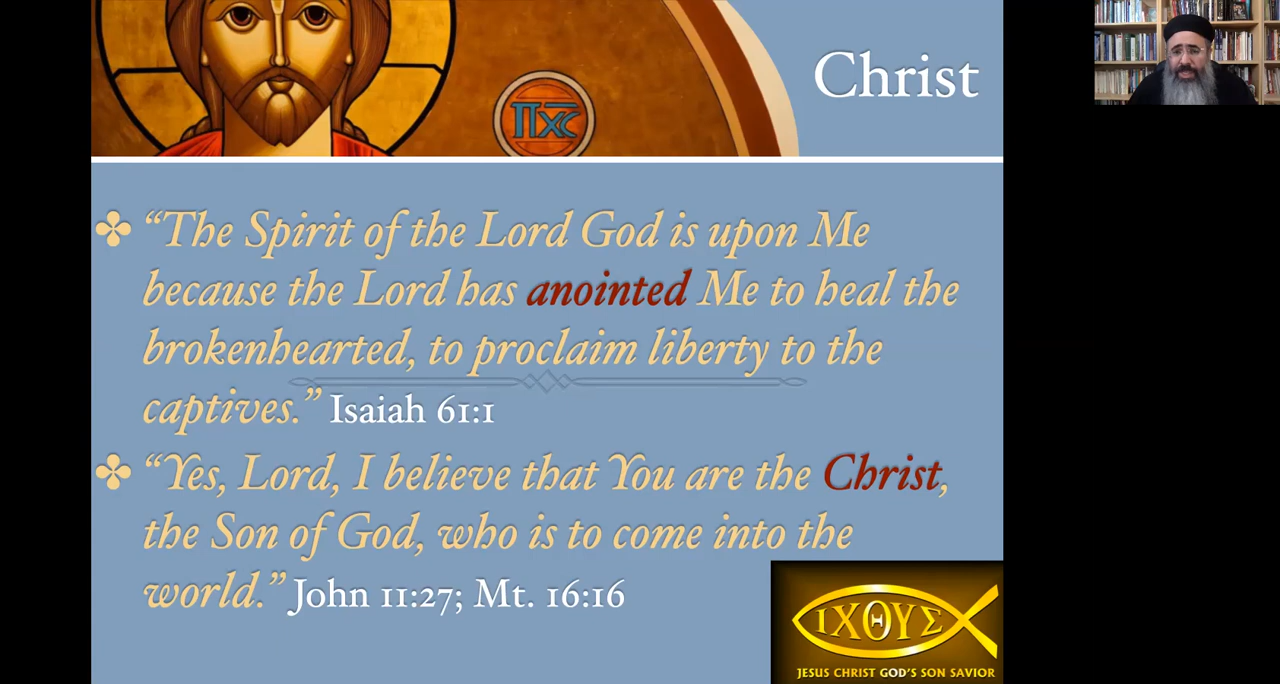 Christ
ⲠⲭⲤ
“The Spirit of the Lord God is upon Me
because the Lord has anointed Me to heal the
brokenhearted, to proclaim liberty to the
captives.” Isaiah 61:1
“Yes, Lord, I believe that You are the Christ,
the Son of God, who is to come into the
world.” John 11:27; Mt. 16:16
ΙΧΘΥΣ
JESUS CHRIST GOD'S SON SAVIOR